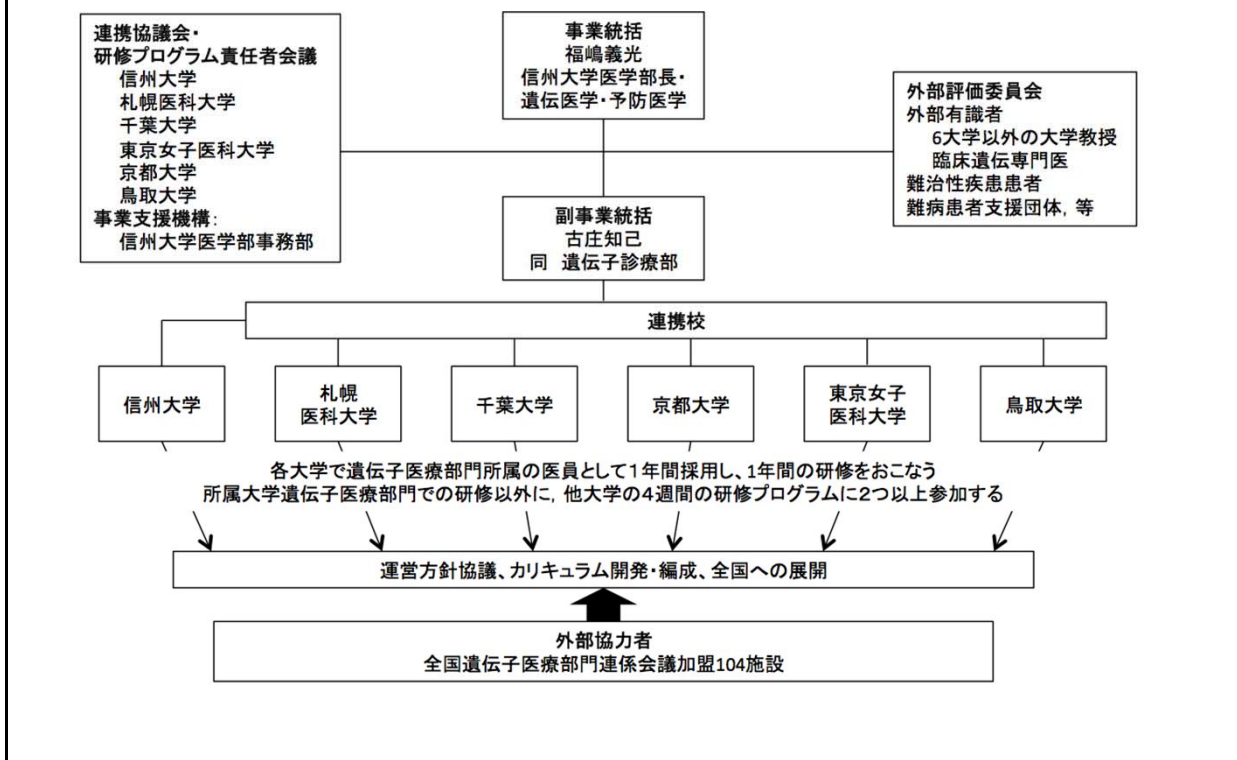 連携協議会・
研修プログラム責任者会議
信州大学
札幌医科大学
千葉大学
東京女子医科大学
京都大学
鳥取大学
事業支援機構:
信州大学医学部事務部
事業統括
福嶋義光
信州大学医学部長・
遺伝医学・予防医学
外部評価委員会
外部有識者
6大学以外の大学教授
臨床遺伝専門医
難治性疾患患者
難病患者支援団体, 等
副事業統括
古庄知己
同 遺伝子診療部
連携校
信州大学
札幌
医科大学
千葉大学
京都大学
東京女子
医科大学
鳥取大学
各大学で遺伝子医療部門所属の医員として1年間採用し、1年間の研修をおこなう
所属大学遺伝子医療部門での研修以外に, 他大学の4週間の研修プログラムに2つ以上参加する
運営方針協議、カリキュラム開発・編成、全国への展開
外部協力者
全国遺伝子医療部門連係会議加盟104施設